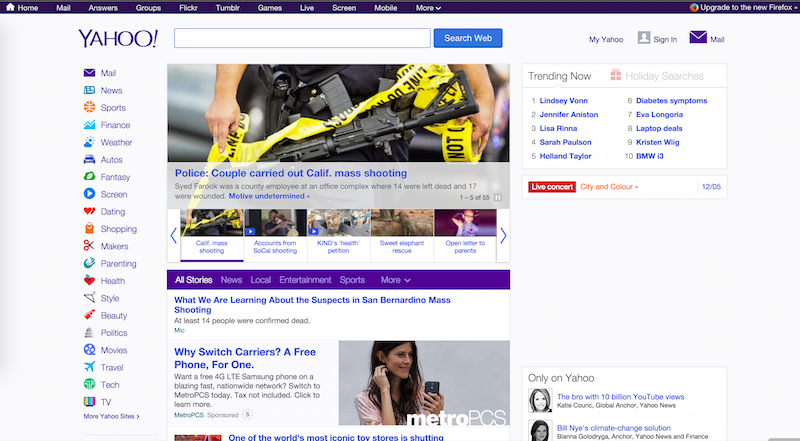 Home Mail Answers Groups Flickr Tumblr Games Live Screen Mobile More Upgrade to the new Firefox »
YAHOO!
Search Web
My Yahoo Sign In Mail
Mail
News
Sports
Finance
Weather
Autos
Fantasy
Screen
Dating
Shopping
Makers
Parenting
Health
Style
Beauty
Politics
Movies
Travel
Tech
TV
More Yahoo Sites >
LINE DO NOT
NOT
Police: Couple carried out Calif. mass shooting
Syed Farook was a county employee at an office complex where 14 were left dead and 17
were wounded. Motive undetermined »
1 – 5 of 55
Calif. mass
shooting
Accounts from
SoCal shooting
KIND's 'health'
petition
Sweet elephant
rescue
Open letter to
parents
All Stories News Local Entertainment Sports More
What We Are Learning About the Suspects in San Bernardino Mass
Shooting
At least 14 people were confirmed dead.
Mic
Why Switch Carriers? A Free
Phone, For One.
Want a free 4G LTE Samsung phone on a
blazing fast, nationwide network? Switch to
MetroPCS today. Tax not included. Click to
learn more.
MetroPCS Sponsored
metroPCS.
One of the world's most iconic toy stores is shutting
Trending Now Holiday Searches
1 Lindsey Vonn
2 Jennifer Aniston
3 Lisa Rinna
4 Sarah Paulson
5 Holland Taylor
6 Diabetes symptoms
7 Eva Longoria
8 Laptop deals
9 Kristen Wiig
10 BMW i3
Live concert City and Colour » 12/05
Only on Yahoo
The bro with 10 billion YouTube views
Katie Couric, Global Anchor, Yahoo News
Bill Nye's climate-change solution
Bianna Golodryga, Anchor, Yahoo News and Finance